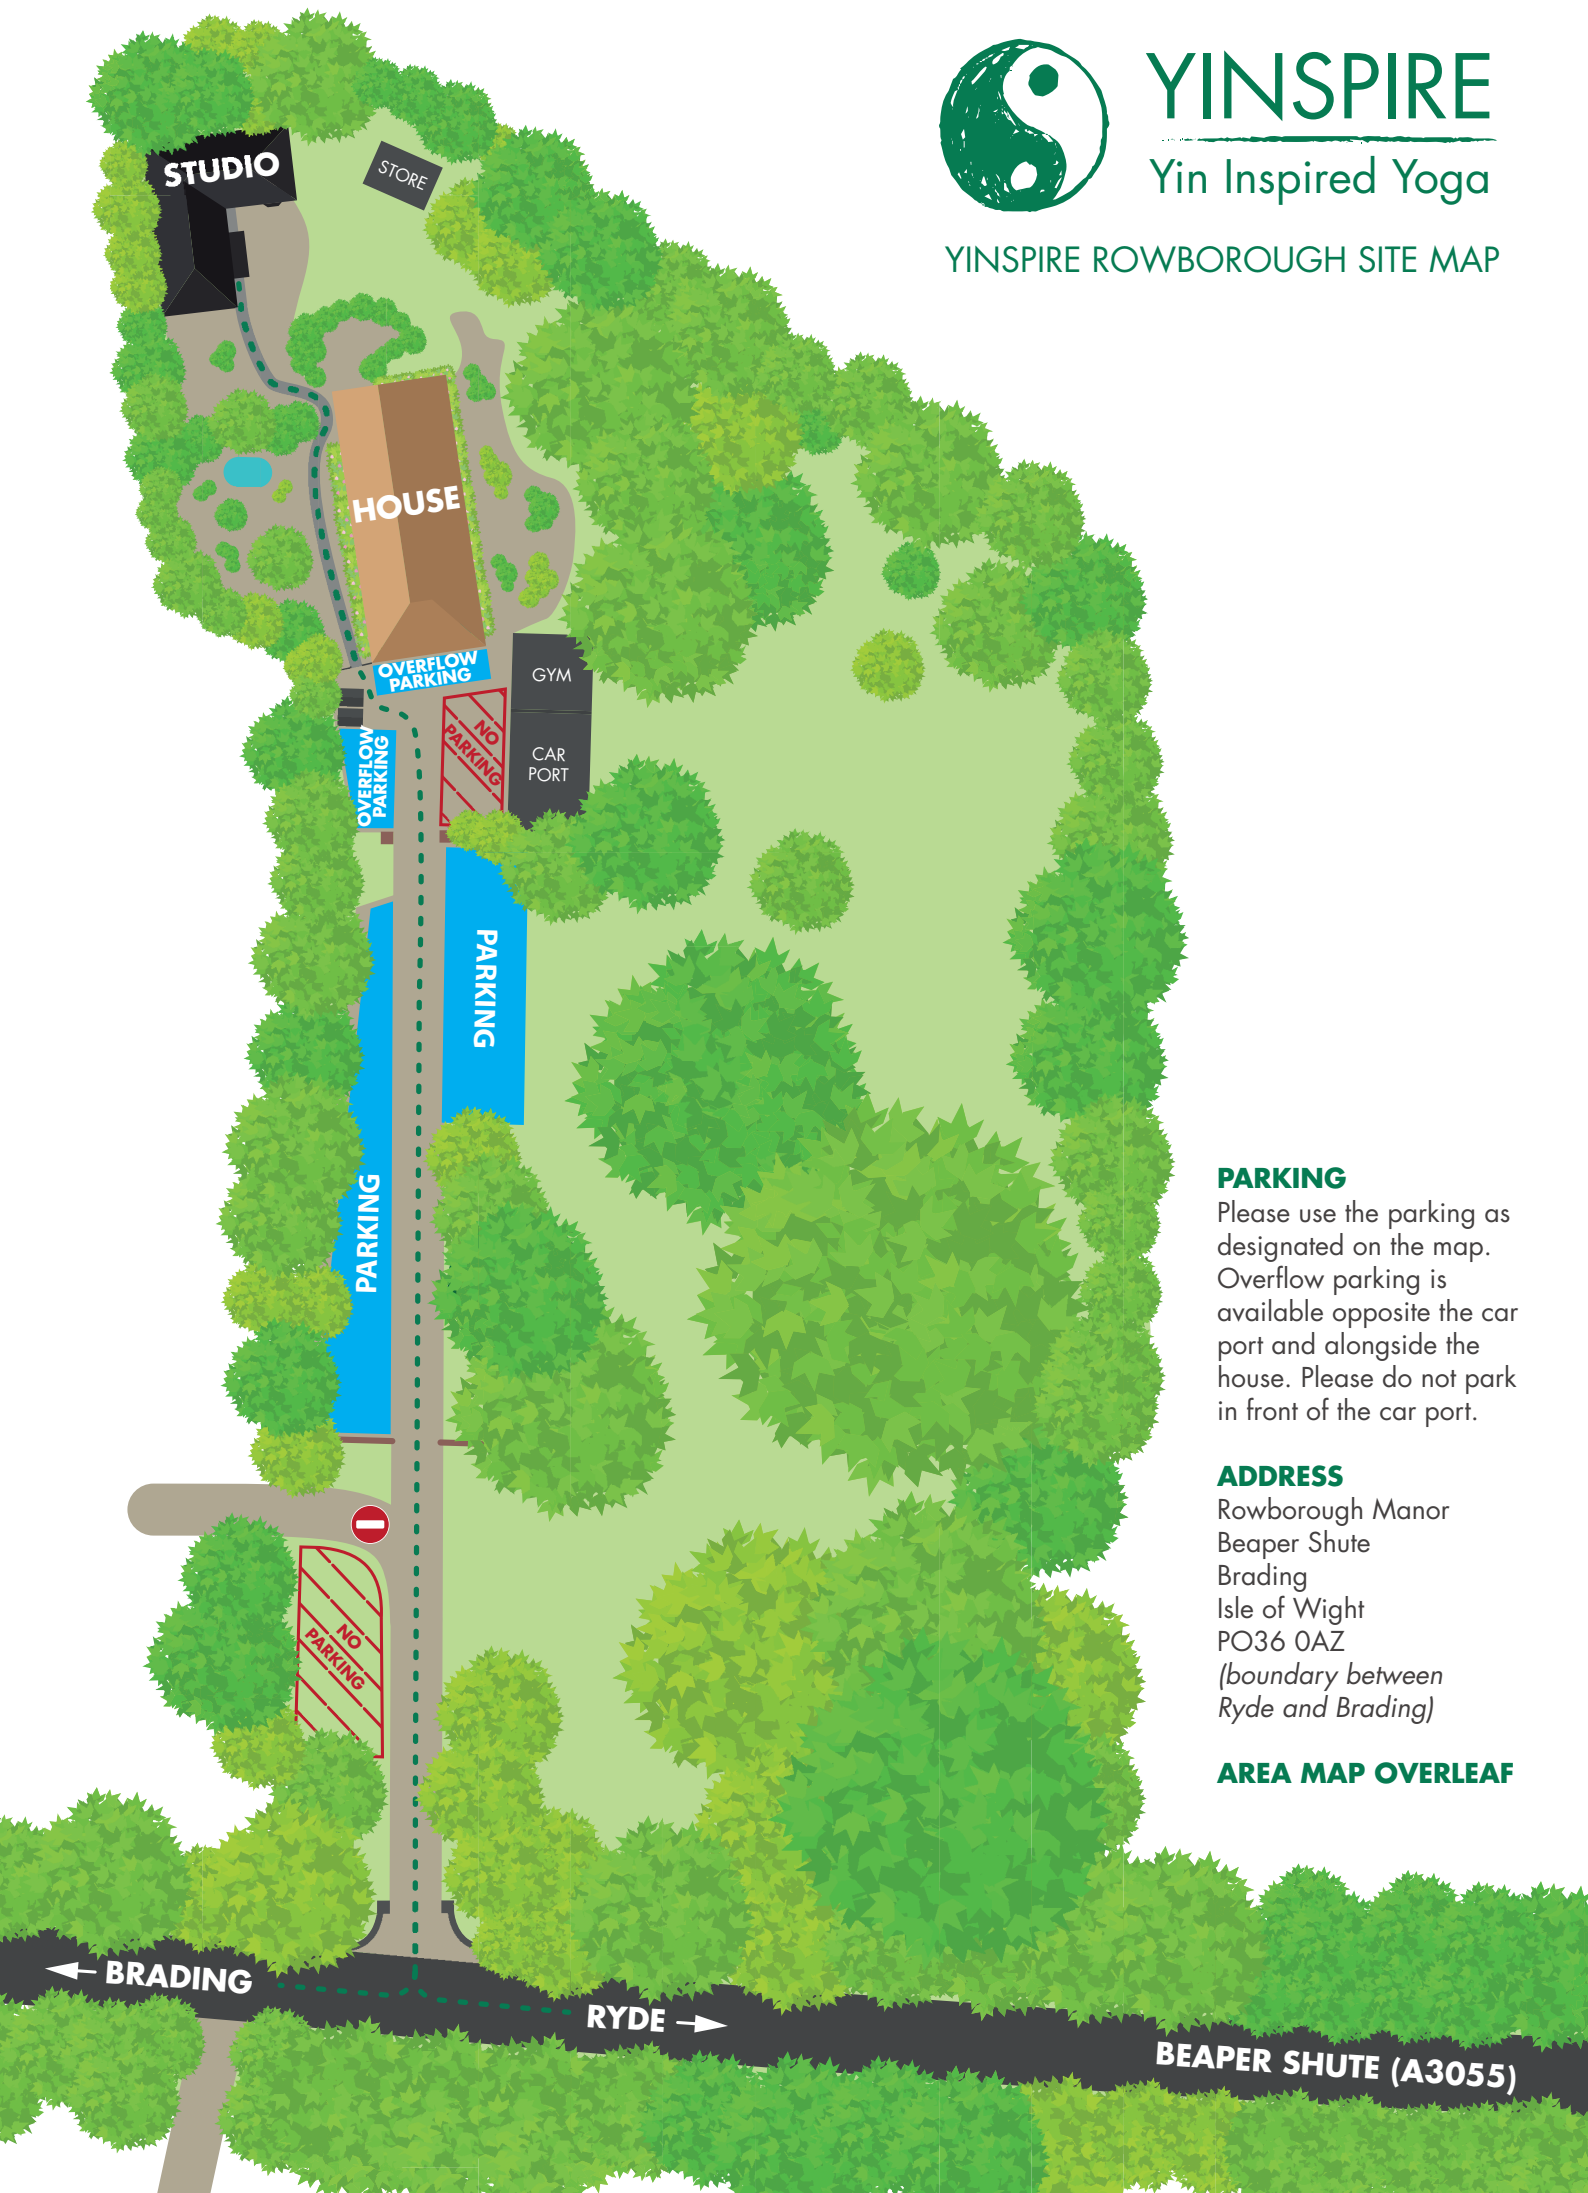 YINSPIRE
Yin Inspired Yoga
YINSPIRE ROWBOROUGH SITE MAP
STUDIO
STORE
HOUSE
OVERFLOW
PARKING
GYM
NO
PARKING
CAR
PORT
OVERFLOW
PARKING
PARKING
PARKING
NO
PARKING
PARKING
Please use the parking as
designated on the map.
Overflow parking is
available opposite the car
port and alongside the
house. Please do not park
in front of the car port.
ADDRESS
Rowborough Manor
Beaper Shute
Brading
Isle of Wight
PO36 0AZ
(boundary between
Ryde and Brading)
AREA MAP OVERLEAF
BRADING
RYDE
BEAPER SHUTE (A3055)